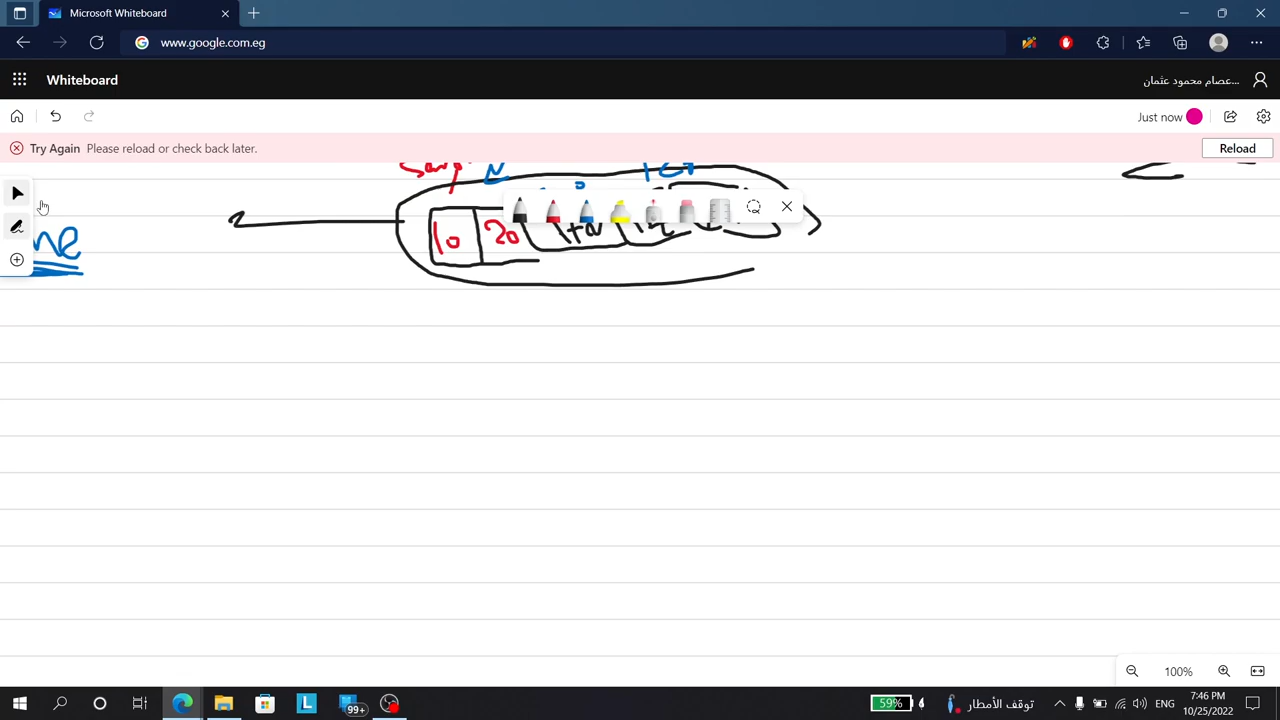 Microsoft Whiteboard
www.google.com.eg
Whiteboard
عصام محمود عثمان...
Just now
Try Again Please reload or check back later.
Reload
10 20
100%
99+
59%
توقف الأمطار
ENG
7:46 PM
10/25/2022